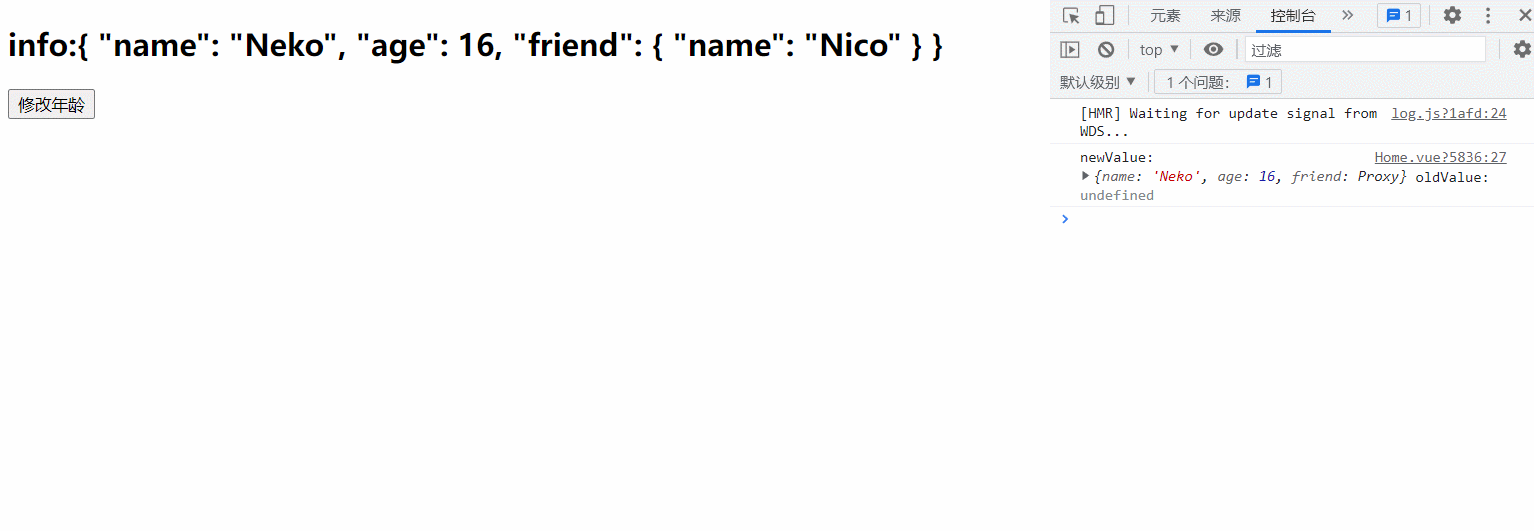 info:{ "name": "Neko", "age": 16, "friend": { "name": "Nico" } }
修改年龄
元素 来源 控制台 1
top 过滤
默认级别 1 个问题: 1
[HMR] Waiting for update signal from log.js?1afd:24
WDS...
newValue: Home.vue?5836:27
{name: 'Neko', age: 16, friend: Proxy} oldValue:
undefined